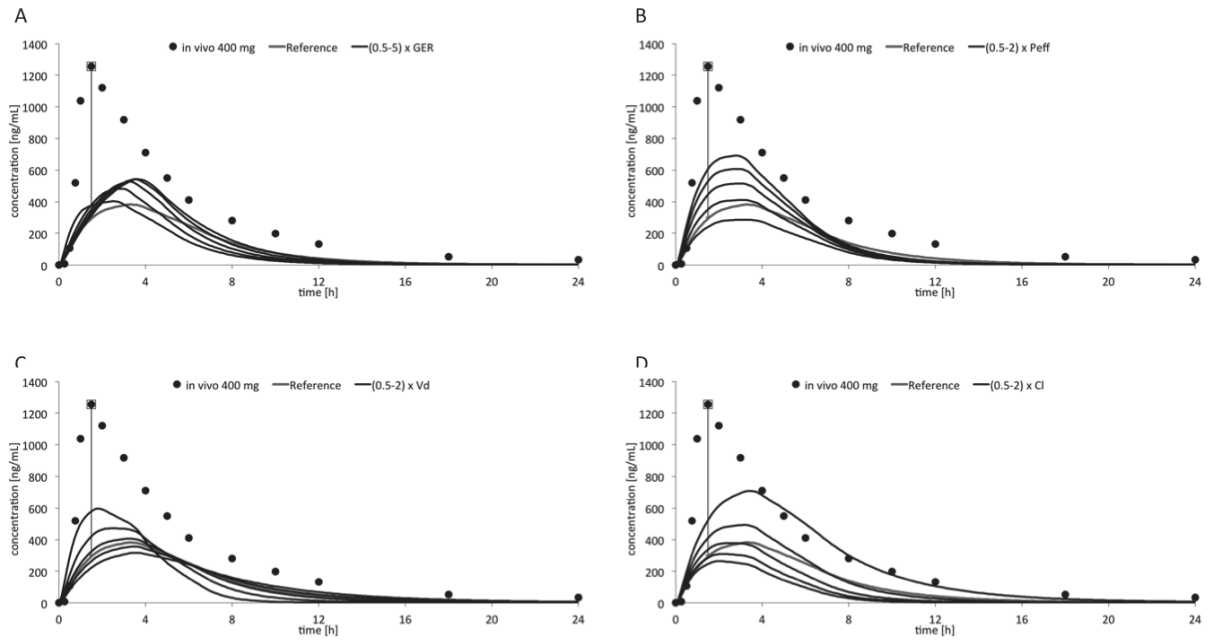 A
in vivo 400 mg Reference (0.5-5) x GER
concentration [ng/mL]
1400
1200
1000
800
600
400
200
0
0 4 8 12 16 20 24
time [h]
B
in vivo 400 mg Reference (0.5-2) x Peff
concentration [ng/mL]
1400
1200
1000
800
600
400
200
0
0 4 8 12 16 20 24
time [h]
C
in vivo 400 mg Reference (0.5-2) x Vd
concentration [ng/mL]
1400
1200
1000
800
600
400
200
0
0 4 8 12 16 20 24
time [h]
D
in vivo 400 mg Reference (0.5-2) x Cl
concentration [ng/mL]
1400
1200
1000
800
600
400
200
0
0 4 8 12 16 20 24
time [h]